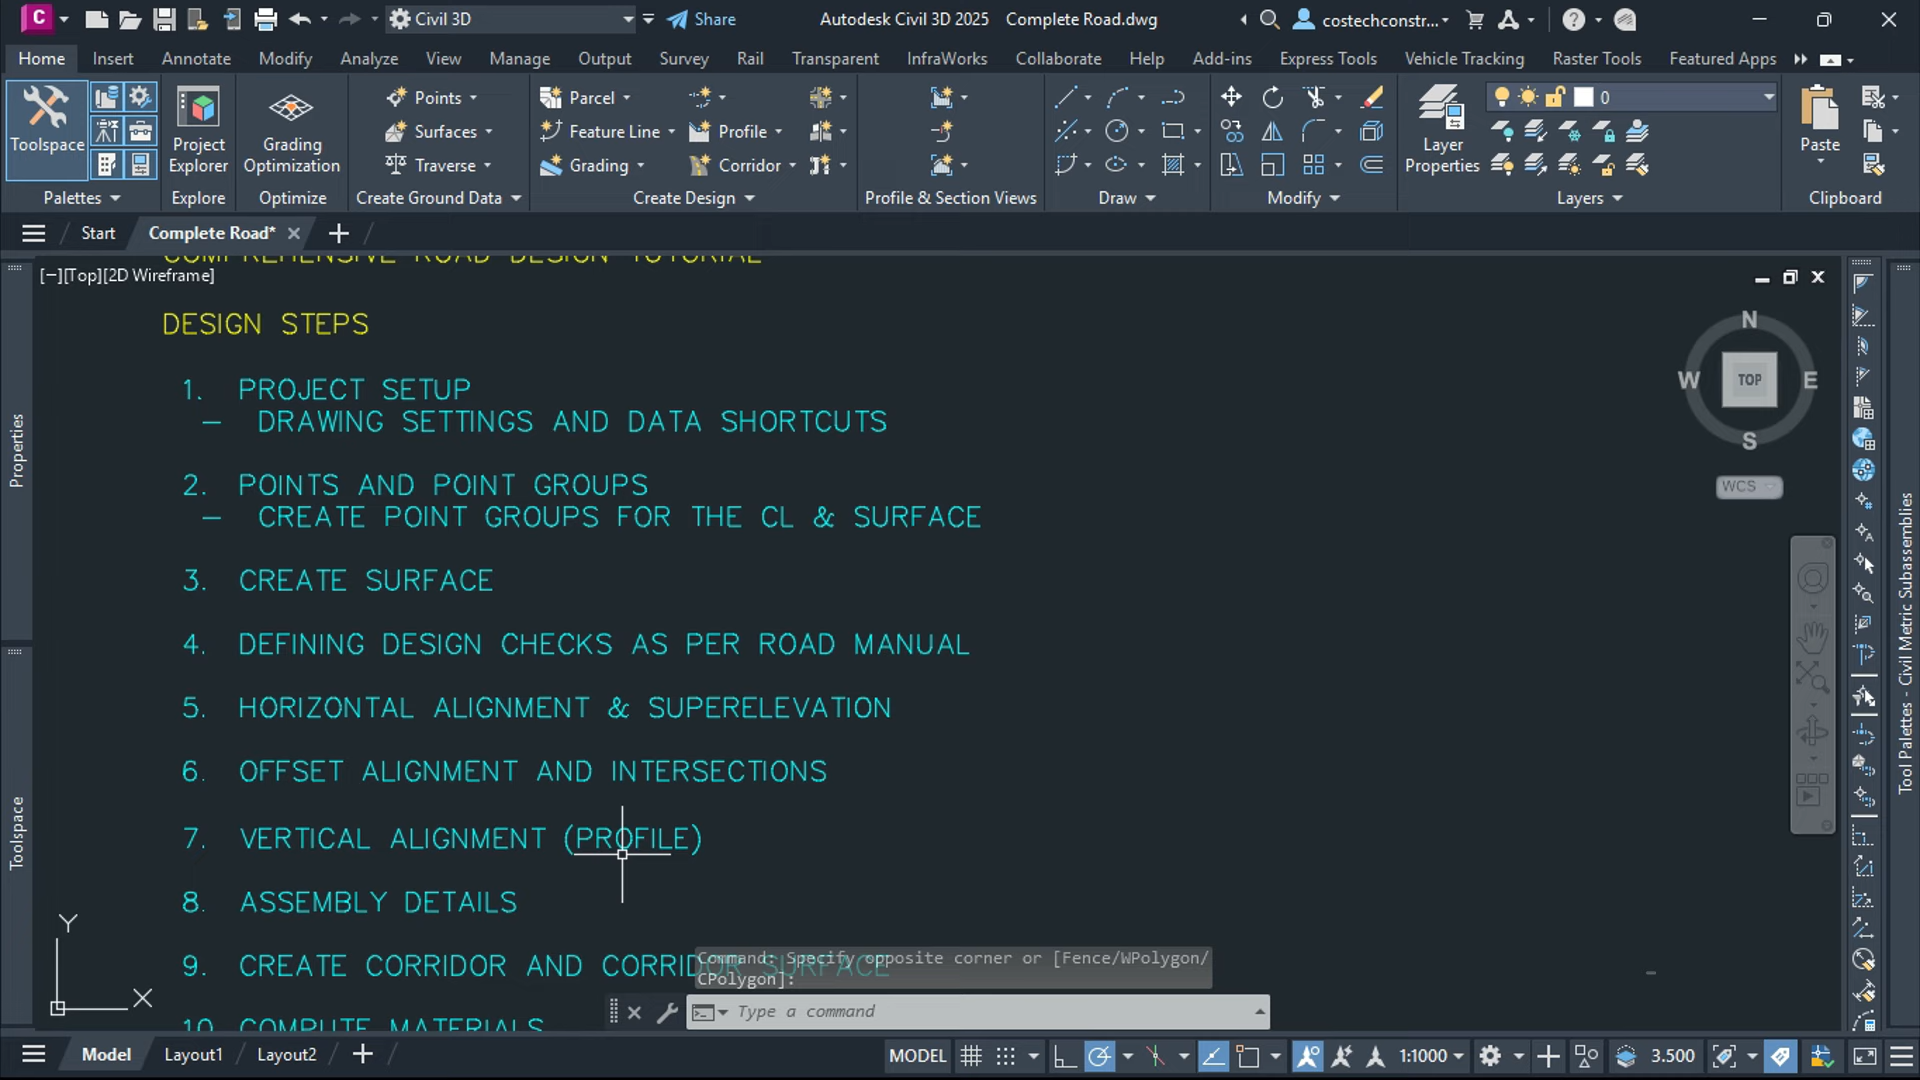 C
Civil 3D
Share
Autodesk Civil 3D 2025 Complete Road.dwg
costechconstr...
Home Insert Annotate Analyze Modify View Manage Output Survey Rail Transparent InfraWorks Collaborate Help Add-ins Express Tools Vehicle Tracking Raster Tools Featured Apps
Toolspace
Project Explorer
Grading Optimization
Points
Surfaces
Traverse
Parcel
Feature Line
Grading
Profile
Corridor
Layer Properties
0
Paste
Palettes Explore Optimize Create Ground Data Create Design Profile & Section Views Draw Modify Layers Clipboard
Start Complete Road*
COMPREHENSIVE ROAD DESIGN TUTORIAL
[−][Top][2D Wireframe]
DESIGN STEPS
1. PROJECT SETUP
— DRAWING SETTINGS AND DATA SHORTCUTS
2. POINTS AND POINT GROUPS
— CREATE POINT GROUPS FOR THE CL & SURFACE
3. CREATE SURFACE
4. DEFINING DESIGN CHECKS AS PER ROAD MANUAL
5. HORIZONTAL ALIGNMENT & SUPERELEVATION
6. OFFSET ALIGNMENT AND INTERSECTIONS
7. VERTICAL ALIGNMENT (PROFILE)
8. ASSEMBLY DETAILS
9. CREATE CORRIDOR AND CORRIDOR SURFACE
10. COMPUTE MATERIALS
N
W TOP E
S
WCS
Properties
Toolspace
Tool Palettes - Civil Metric Subassemblies
Y
X
Command: Specify opposite corner or [Fence/WPolygon/
CPolygon]:
Type a command
Model Layout1 Layout2
MODEL 1:1000 3.500